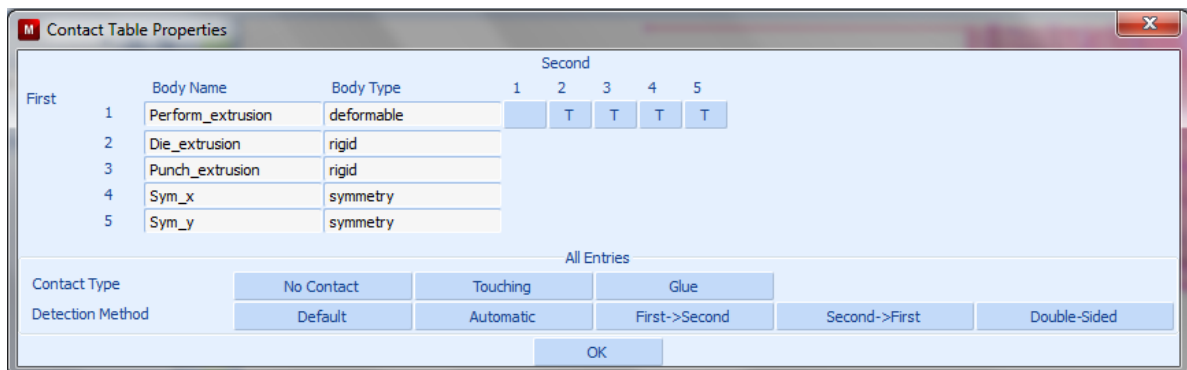 M Contact Table Properties X
Second
First Body Name Body Type 1 2 3 4 5
1 Perform_extrusion deformable T T T T
2 Die_extrusion rigid
3 Punch_extrusion rigid
4 Sym_x symmetry
5 Sym_y symmetry
All Entries
Contact Type No Contact Touching Glue
Detection Method Default Automatic First->Second Second->First Double-Sided
OK